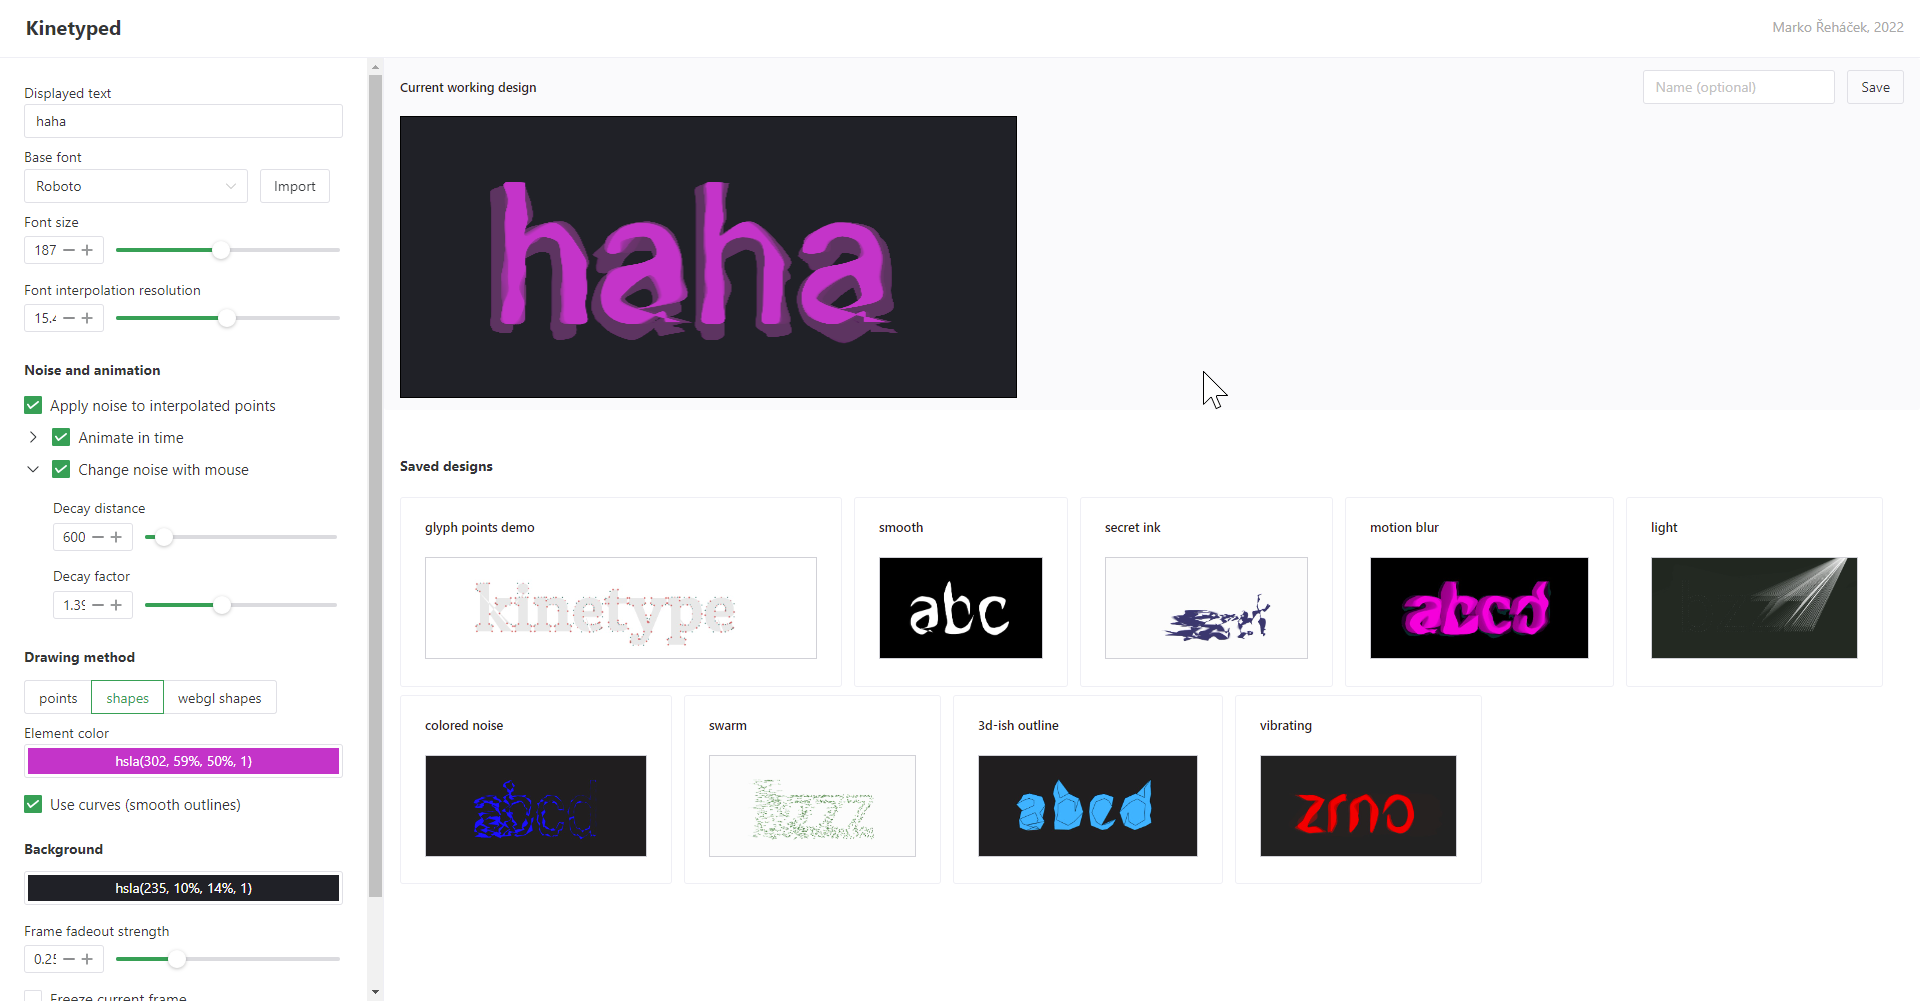 Kinetyped
Marko Řeháček, 2022
Displayed text
haha
Base font
Roboto
Import
Font size
187
Font interpolation resolution
15.4
Noise and animation
Apply noise to interpolated points
Animate in time
Change noise with mouse
Decay distance
600
Decay factor
1.39
Drawing method
points
shapes
webgl shapes
Element color
hsla(302, 59%, 50%, 1)
Use curves (smooth outlines)
Background
hsla(235, 10%, 14%, 1)
Frame fadeout strength
0.25
Freeze current frame
Current working design
Name (optional)
Save
haha
Saved designs
glyph points demo
kinetype
smooth
abc
secret ink
motion blur
abcd
light
colored noise
abcd
swarm
3d-ish outline
abcd
vibrating
zrno